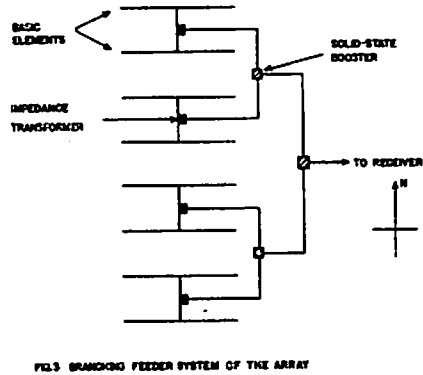 BASIC
ELEMENTS
SOLID-STATE
BOOSTER
IMPEDANCE
TRANSFORMER
TO RECEIVER
N
FIG.3 BRANCHING FEEDER SYSTEM OF THE ARRAY